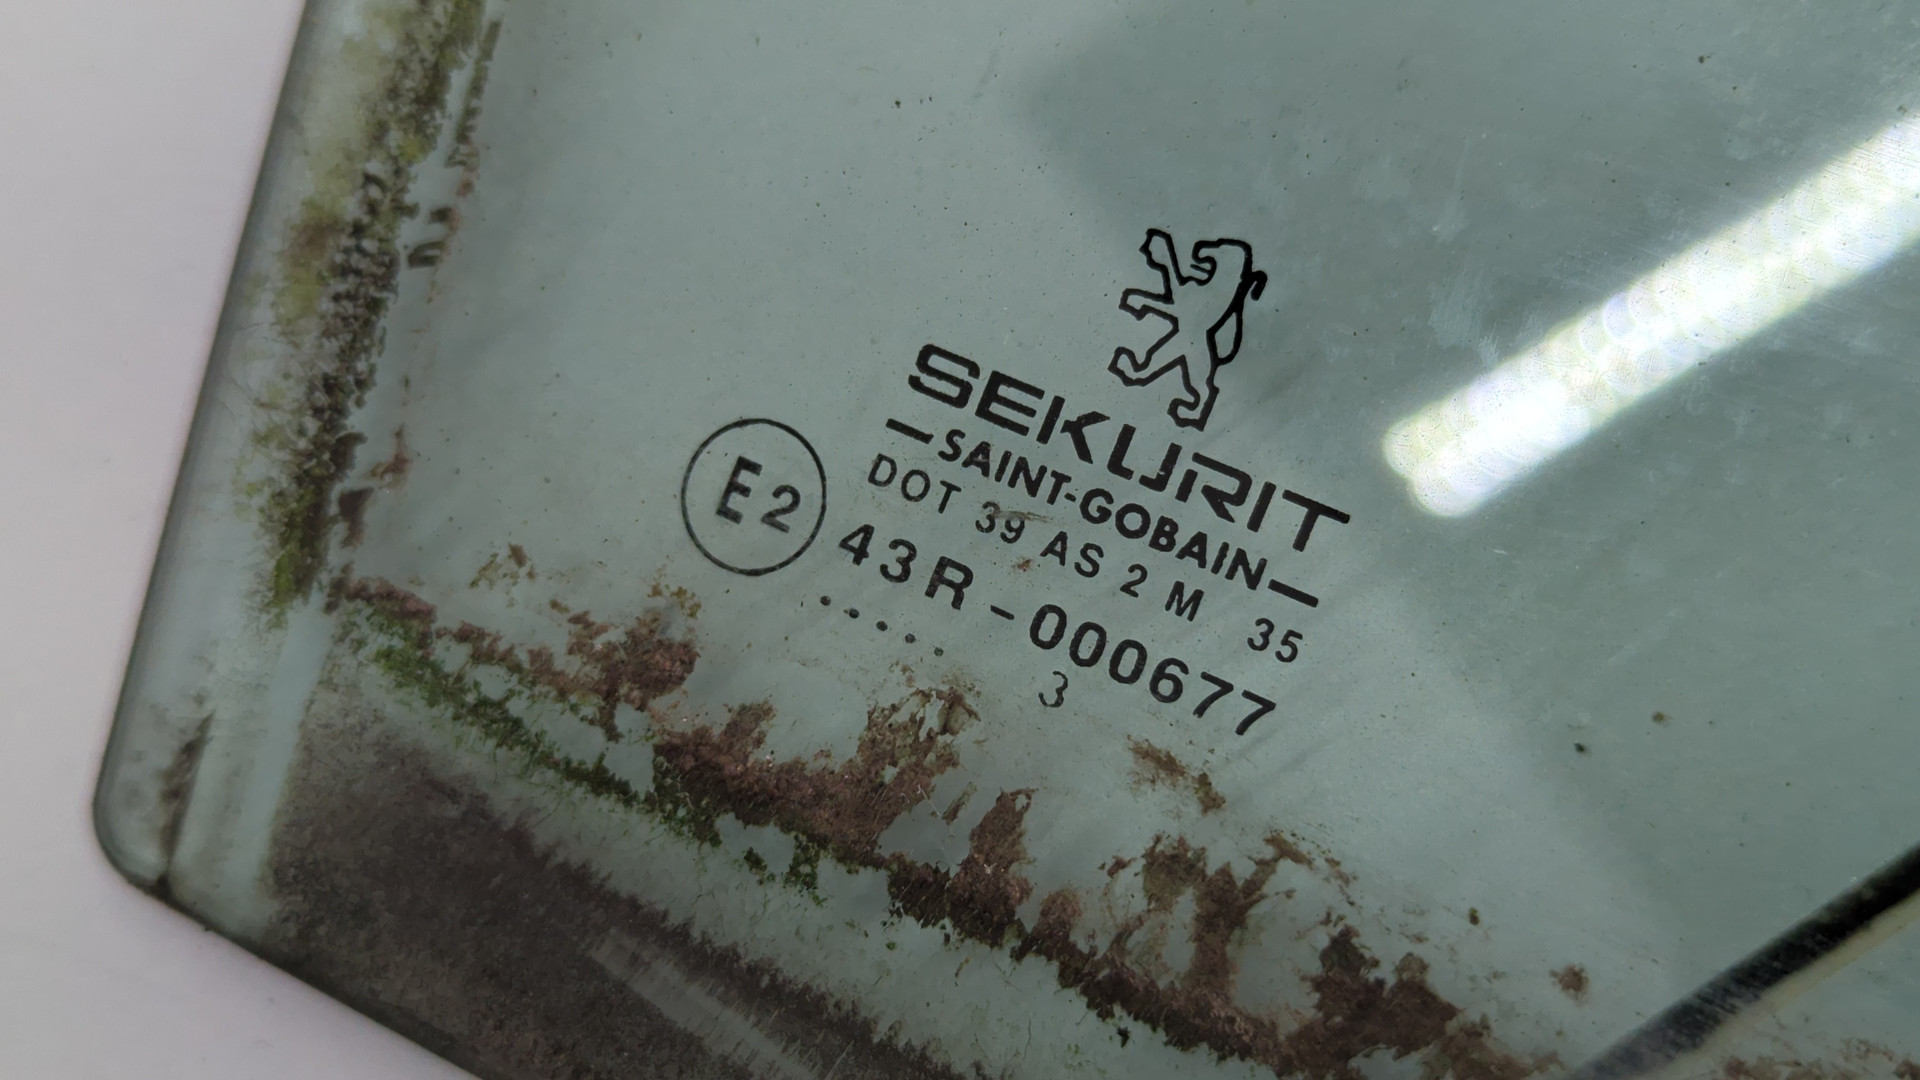 SEKURIT
SAINT-GOBAIN
DOT 39 AS 2 M 35
E2 43R-000677
.....
3